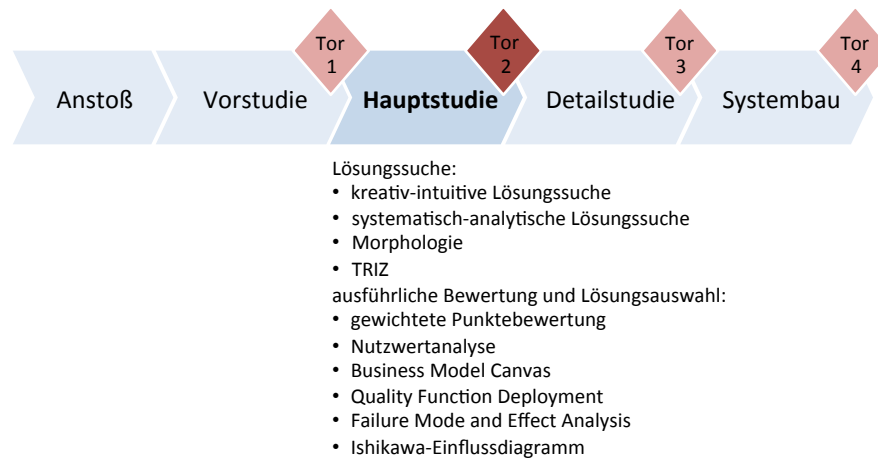 Tor
1
Tor
2
Tor
3
Tor
4
Anstoß
Vorstudie
Hauptstudie
Detailstudie
Systembau
Lösungssuche:
• kreativ-intuitive Lösungssuche
• systematisch-analytische Lösungssuche
• Morphologie
• TRIZ
ausführliche Bewertung und Lösungsauswahl:
• gewichtete Punktebewertung
• Nutzwertanalyse
• Business Model Canvas
• Quality Function Deployment
• Failure Mode and Effect Analysis
• Ishikawa-Einflussdiagramm